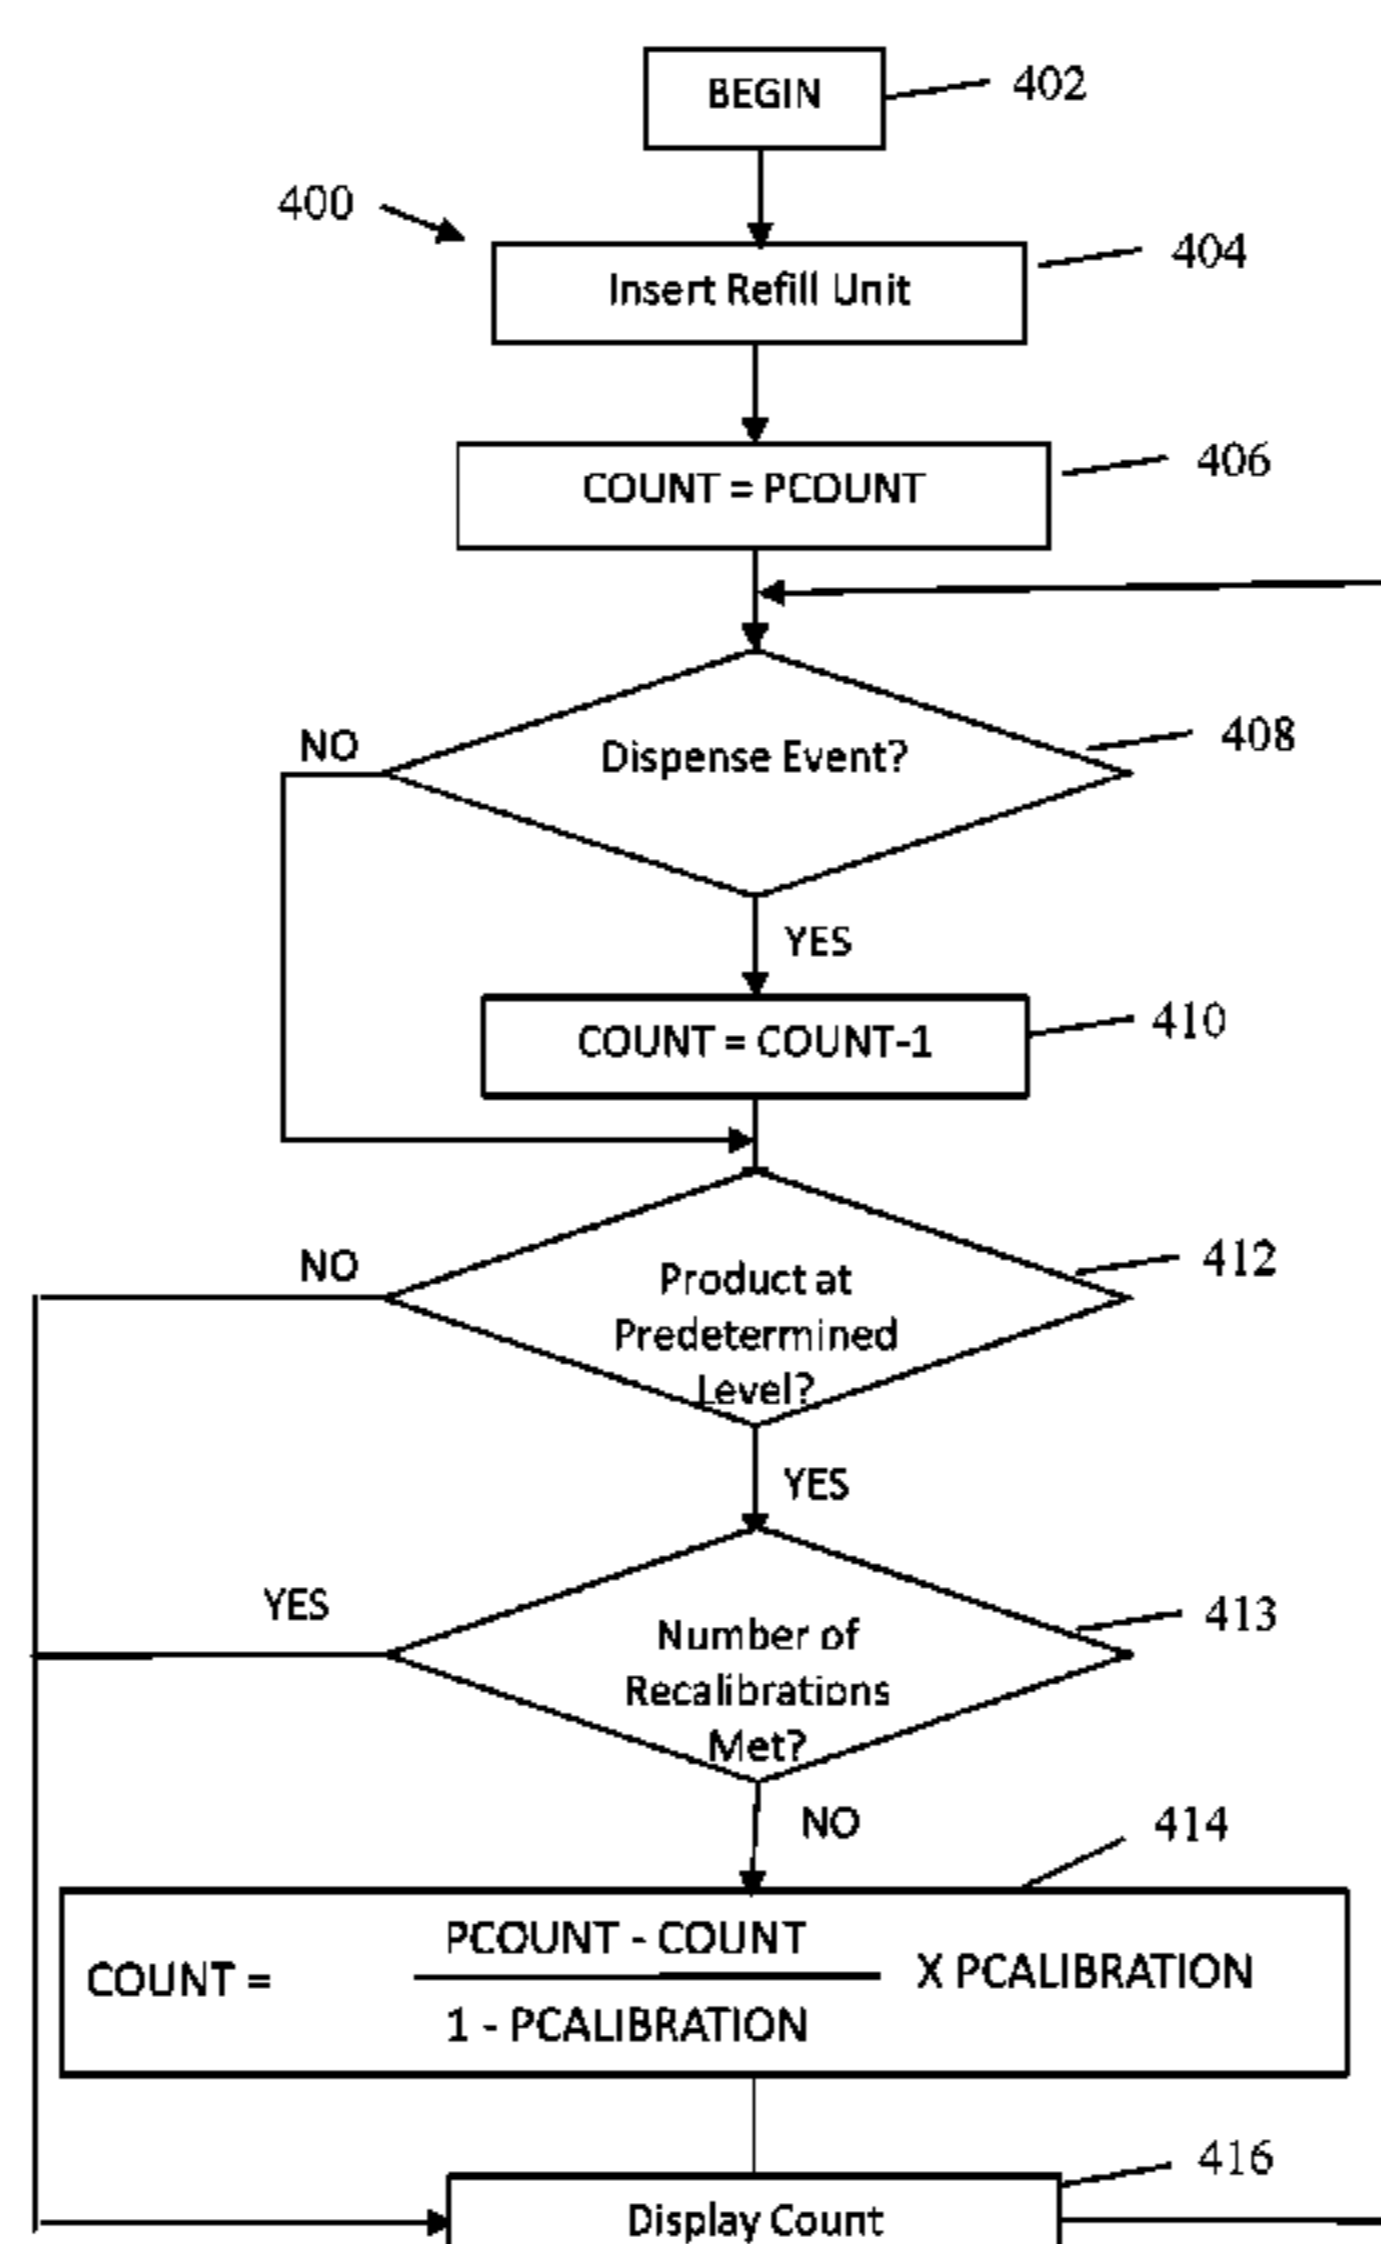 BEGIN
402
400
404
Insert Refill Unit
406
COUNT = PCOUNT
NO
Dispense Event?
408
YES
COUNT = COUNT-1
410
NO
Product at
Predetermined
Level?
412
YES
YES
Number of
Recalibrations
Met?
413
NO
414
COUNT =
PCOUNT - COUNT
1 - PCALIBRATION
X PCALIBRATION
416
Display Count